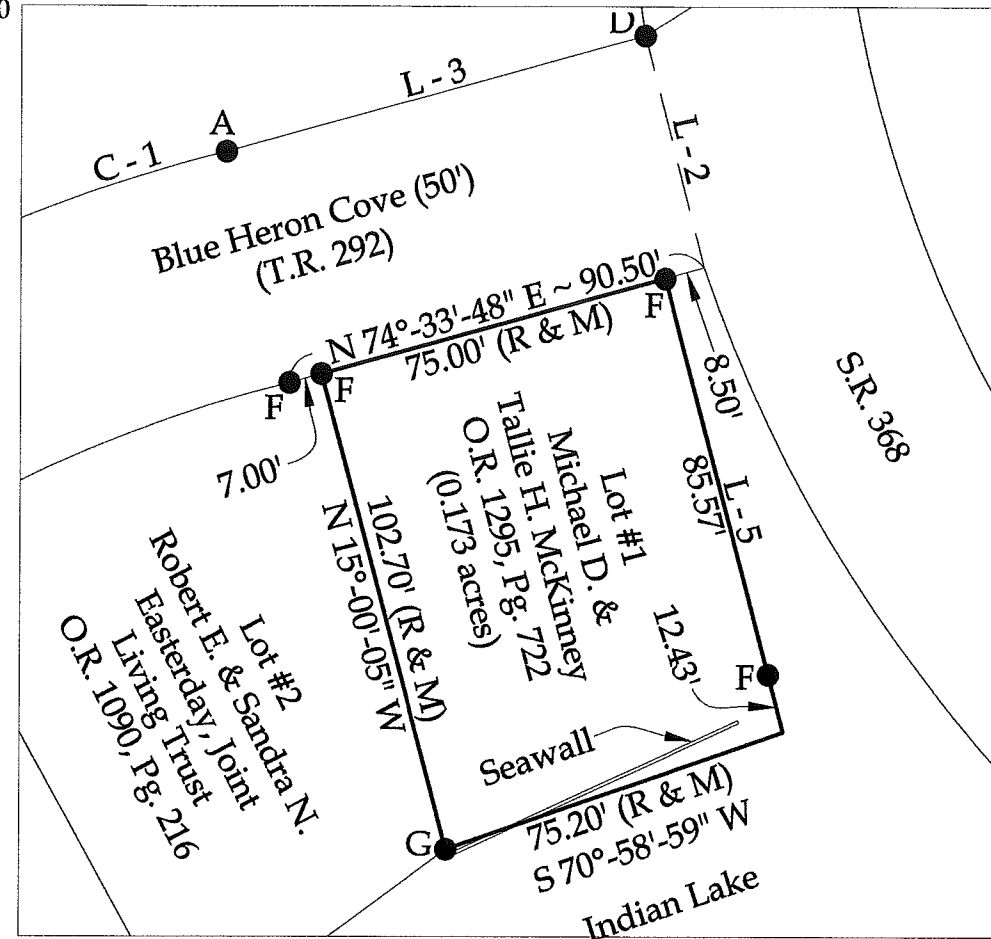 0
D
L - 3
A
C - 1
L - 2
Blue Heron Cove (50')
(T.R. 292)
N 74°-33'-48" E ~ 90.50'
75.00' (R & M)
F
F
F
7.00'
8.50'
S.R. 368
Lot #1
Michael D. &
Tallie H. McKinney
O.R. 1295, Pg. 722
(0.173 acres)
L - 5
85.57'
102.70' (R & M)
N 15°-00'-05" W
12.43'
F
Lot #2
Robert E. & Sandra N.
Easterday, Joint
Living Trust
O.R. 1090, Pg. 216
Seawall
G
75.20' (R & M)
S 70°-58'-59" W
Indian Lake